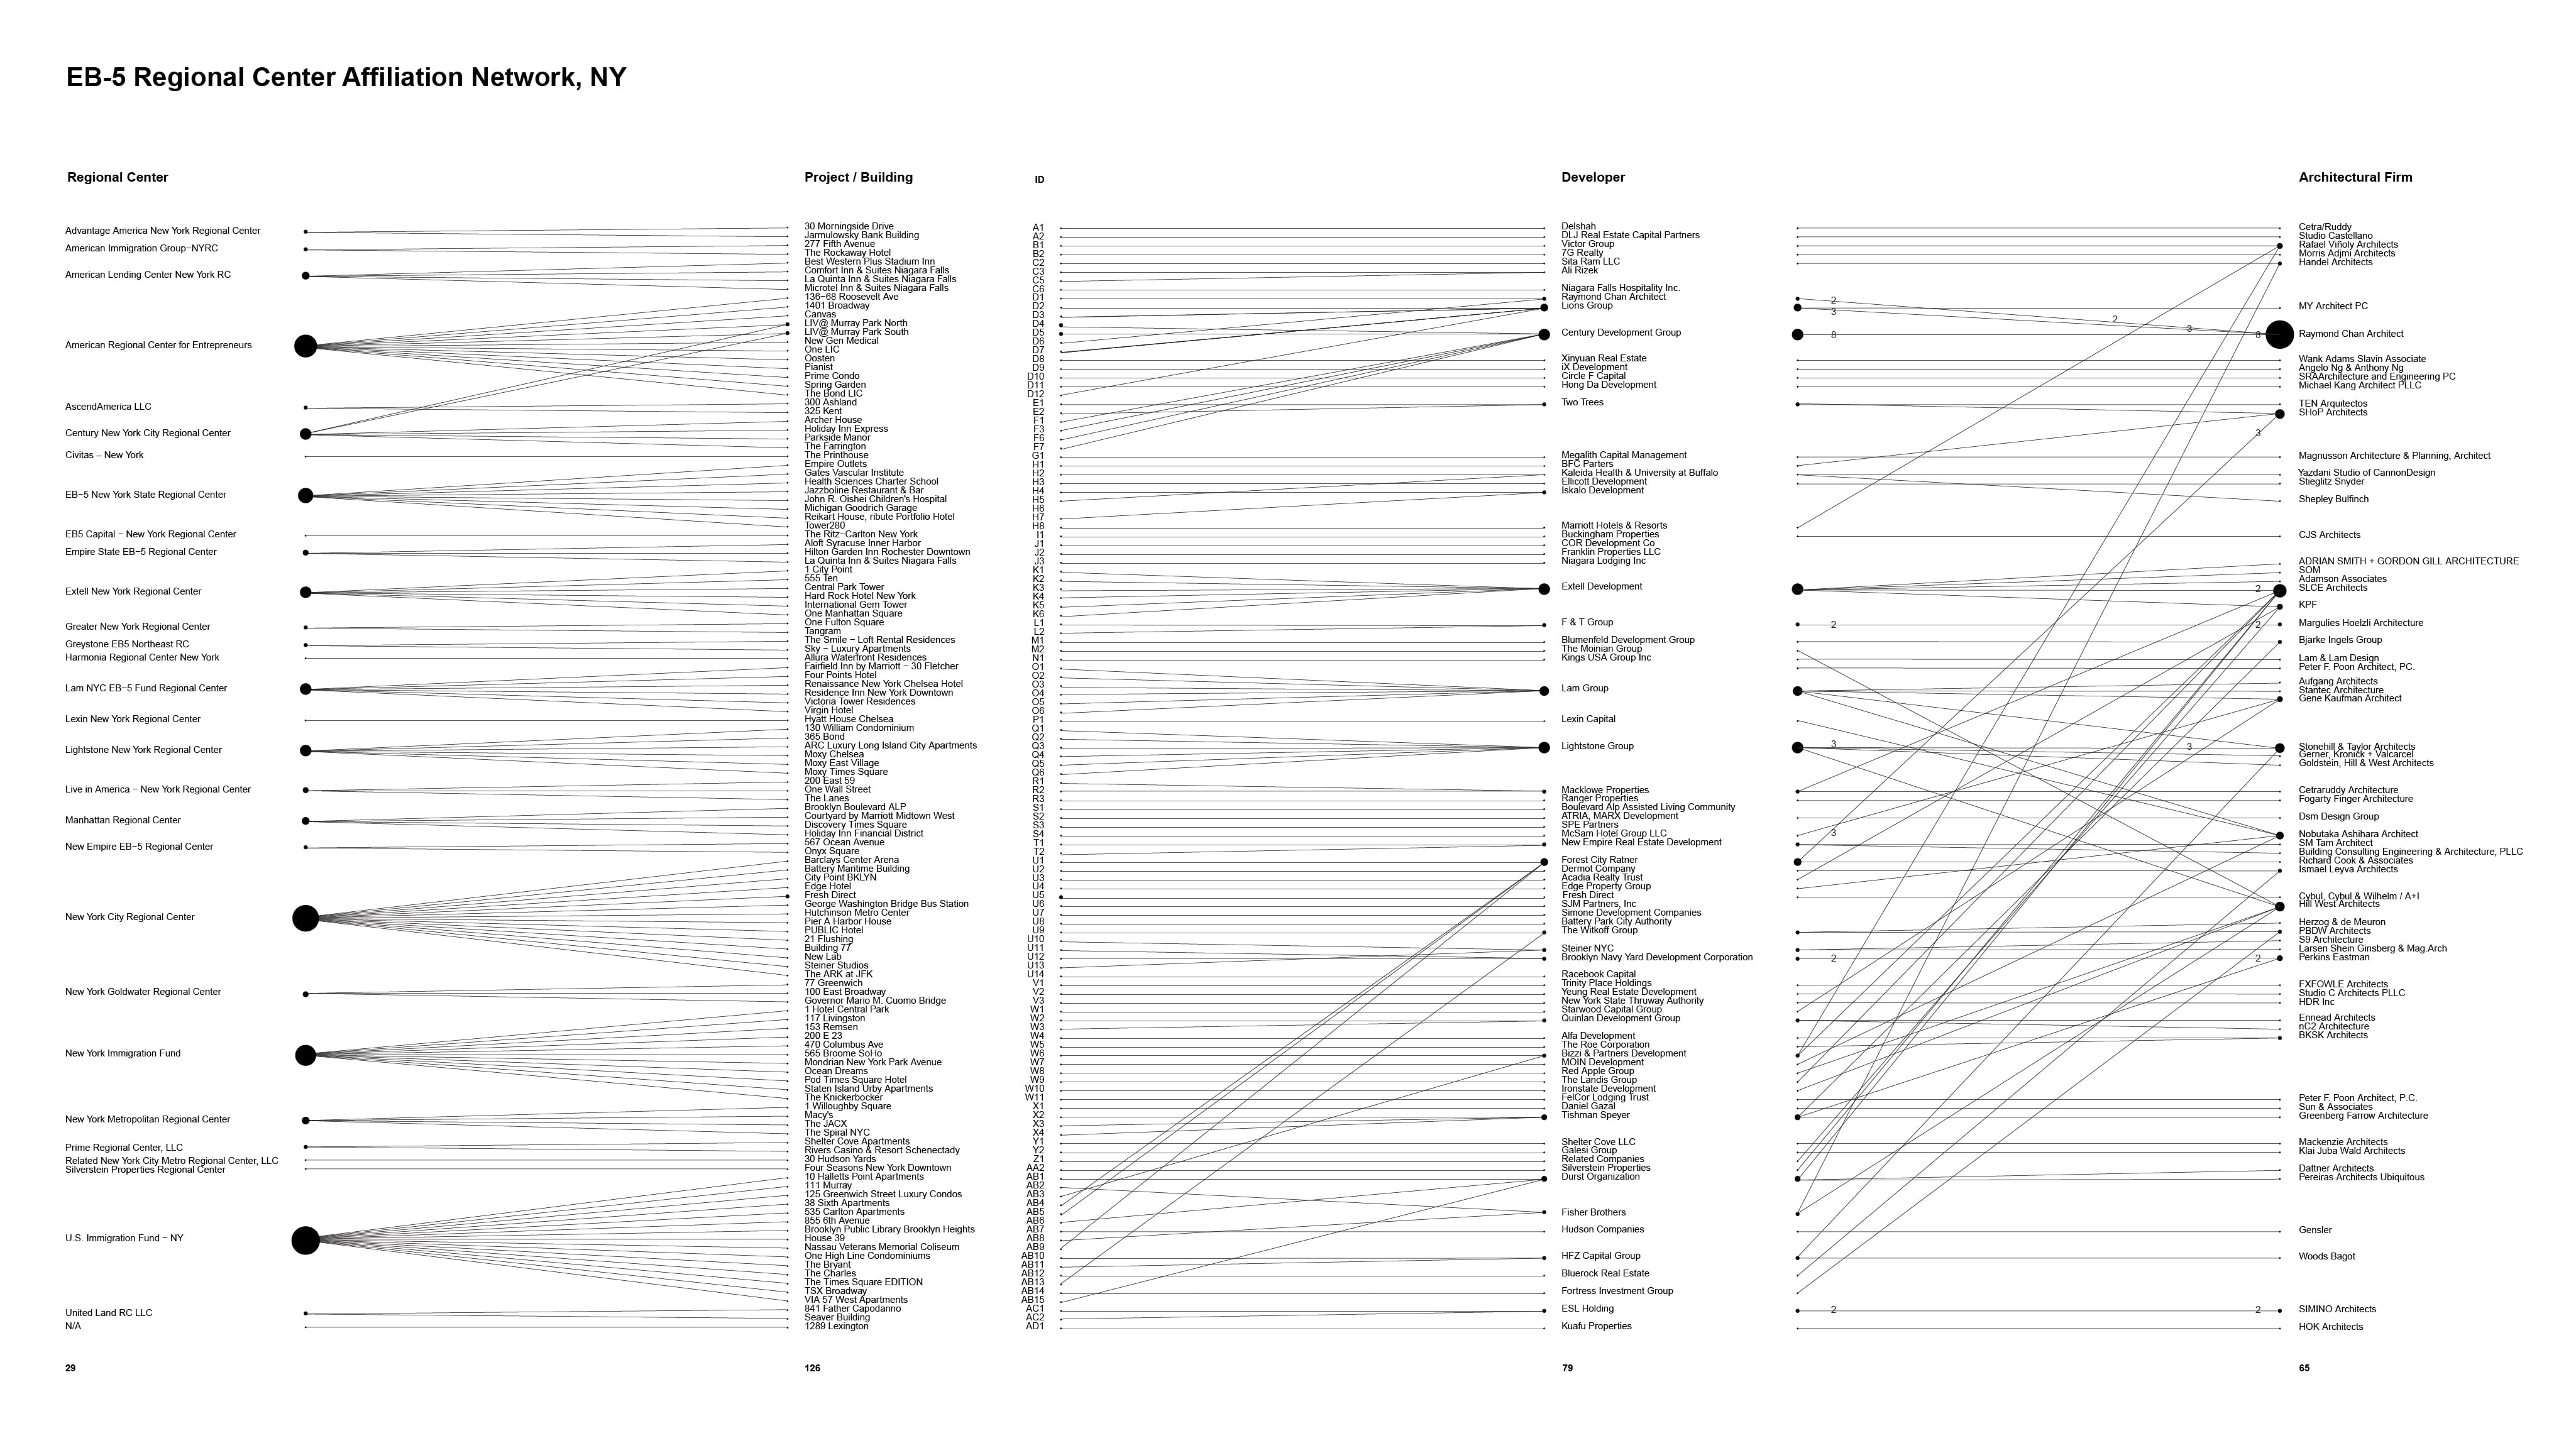 EB-5 Regional Center Affiliation Network, NY
Regional Center
Advantage America New York Regional Center
American Immigration Group−NYRC
American Lending Center New York RC
American Regional Center for Entrepreneurs
AscendAmerica LLC
Century New York City Regional Center
Civitas – New York
EB−5 New York State Regional Center
EB5 Capital − New York Regional Center
Empire State EB−5 Regional Center
Extell New York Regional Center
Greater New York Regional Center
Greystone EB5 Northeast RC
Harmonia Regional Center New York
Lam NYC EB−5 Fund Regional Center
Lexin New York Regional Center
Lightstone New York Regional Center
Live in America − New York Regional Center
Manhattan Regional Center
New Empire EB−5 Regional Center
New York City Regional Center
New York Goldwater Regional Center
New York Immigration Fund
New York Metropolitan Regional Center
Prime Regional Center, LLC
Related New York City Metro Regional Center, LLC
Silverstein Properties Regional Center
U.S. Immigration Fund − NY
United Land RC LLC
N/A
29
Project / Building
30 Morningside Drive
Jarmulowsky Bank Building
277 Fifth Avenue
The Rockaway Hotel
Best Western Plus Stadium Inn
Comfort Inn & Suites Niagara Falls
La Quinta Inn & Suites Niagara Falls
Microtel Inn & Suites Niagara Falls
136−68 Roosevelt Ave
1401 Broadway
Canvas
LIV@ Murray Park North
LIV@ Murray Park South
New Gen Medical
One LIC
Oosten
Pianist
Prime Condo
Spring Garden
The Bond LIC
300 Ashland
325 Kent
Archer House
Holiday Inn Express
Parkside Manor
The Farrington
The Printhouse
Empire Outlets
Gates Vascular Institute
Health Sciences Charter School
Jazzboline Restaurant & Bar
John R. Oishei Children's Hospital
Michigan Goodrich Garage
Reikart House, ribute Portfolio Hotel
Tower280
The Ritz−Carlton New York
Aloft Syracuse Inner Harbor
Hilton Garden Inn Rochester Downtown
La Quinta Inn & Suites Niagara Falls
1 City Point
555 Ten
Central Park Tower
Hard Rock Hotel New York
International Gem Tower
One Manhattan Square
One Fulton Square
Tangram
The Smile − Loft Rental Residences
Sky − Luxury Apartments
Allura Waterfront Residences
Fairfield Inn by Marriott − 30 Fletcher
Four Points Hotel
Renaissance New York Chelsea Hotel
Residence Inn New York Downtown
Victoria Tower Residences
Virgin Hotel
Hyatt House Chelsea
130 William Condominium
365 Bond
ARC Luxury Long Island City Apartments
Moxy Chelsea
Moxy East Village
Moxy Times Square
200 East 59
One Wall Street
The Lanes
Brooklyn Boulevard ALP
Courtyard by Marriott Midtown West
Discovery Times Square
Holiday Inn Financial District
567 Ocean Avenue
Onyx Square
Barclays Center Arena
Battery Maritime Building
City Point BKLYN
Edge Hotel
Fresh Direct
George Washington Bridge Bus Station
Hutchinson Metro Center
Pier A Harbor House
PUBLIC Hotel
21 Flushing
Building 77
New Lab
Steiner Studios
The ARK at JFK
77 Greenwich
100 East Broadway
Governor Mario M. Cuomo Bridge
1 Hotel Central Park
117 Livingston
153 Remsen
200 E 23
470 Columbus Ave
565 Broome SoHo
Mondrian New York Park Avenue
Ocean Dreams
Pod Times Square Hotel
Staten Island Urby Apartments
The Knickerbocker
1 Willoughby Square
Macy's
The JACX
The Spiral NYC
Shelter Cove Apartments
Rivers Casino & Resort Schenectady
30 Hudson Yards
Four Seasons New York Downtown
10 Halletts Point Apartments
111 Murray
125 Greenwich Street Luxury Condos
38 Sixth Apartments
535 Carlton Apartments
855 6th Avenue
Brooklyn Public Library Brooklyn Heights
House 39
Nassau Veterans Memorial Coliseum
One High Line Condominiums
The Bryant
The Charles
The Times Square EDITION
TSX Broadway
VIA 57 West Apartments
841 Father Capodanno
Seaver Building
1289 Lexington
126
ID
A1
A2
B1
B2
C2
C3
C5
C6
D1
D2
D3
D4
D5
D6
D7
D8
D9
D10
D11
D12
E1
E2
F1
F3
F6
F7
G1
H1
H2
H3
H4
H5
H6
H7
H8
I1
J1
J2
J3
K1
K2
K3
K4
K5
K6
L1
L2
M1
M2
N1
O1
O2
O3
O4
O5
O6
P1
Q1
Q2
Q3
Q4
Q5
Q6
R1
R2
R3
S1
S2
S3
S4
T1
T2
U1
U2
U3
U4
U5
U6
U7
U8
U9
U10
U11
U12
U13
U14
V1
V2
V3
W1
W2
W3
W4
W5
W6
W7
W8
W9
W10
W11
X1
X2
X3
X4
Y1
Y2
Z1
AA2
AB1
AB2
AB3
AB4
AB5
AB6
AB7
AB8
AB9
AB10
AB11
AB12
AB13
AB14
AB15
AC1
AC2
AD1
Developer
Delshah
DLJ Real Estate Capital Partners
Victor Group
7G Realty
Sita Ram LLC
Ali Rizek
Niagara Falls Hospitality Inc.
Raymond Chan Architect
Lions Group
Century Development Group
Xinyuan Real Estate
iX Development
Circle F Capital
Hong Da Development
Two Trees
Megalith Capital Management
BFC Parters
Kaleida Health & University at Buffalo
Ellicott Development
Iskalo Development
Marriott Hotels & Resorts
Buckingham Properties
COR Development Co
Franklin Properties LLC
Niagara Lodging Inc
Extell Development
F & T Group
Blumenfeld Development Group
The Moinian Group
Kings USA Group Inc
Lam Group
Lexin Capital
Lightstone Group
Macklowe Properties
Ranger Properties
Boulevard Alp Assisted Living Community
ATRIA, MARX Development
SPE Partners
McSam Hotel Group LLC
New Empire Real Estate Development
Forest City Ratner
Dermot Company
Acadia Realty Trust
Edge Property Group
Fresh Direct
SJM Partners, Inc
Simone Development Companies
Battery Park City Authority
The Witkoff Group
Steiner NYC
Brooklyn Navy Yard Development Corporation
Racebook Capital
Trinity Place Holdings
Yeung Real Estate Development
New York State Thruway Authority
Starwood Capital Group
Quinlan Development Group
Alfa Development
The Roe Corporation
Bizzi & Partners Development
MOIN Development
Red Apple Group
The Landis Group
Ironstate Development
FelCor Lodging Trust
Daniel Gazal
Tishman Speyer
Shelter Cove LLC
Galesi Group
Related Companies
Silverstein Properties
Durst Organization
Fisher Brothers
Hudson Companies
HFZ Capital Group
Bluerock Real Estate
Fortress Investment Group
ESL Holding
Kuafu Properties
79
2
3
8
2
3
3
2
2
2
3
8
3
2
2
3
2
2
Architectural Firm
Cetra/Ruddy
Studio Castellano
Rafael Viñoly Architects
Morris Adjmi Architects
Handel Architects
MY Architect PC
Raymond Chan Architect
Wank Adams Slavin Associate
Angelo Ng & Anthony Ng
SRAArchitecture and Engineering PC
Michael Kang Architect PLLC
TEN Arquitectos
SHoP Architects
Magnusson Architecture & Planning, Architect
Yazdani Studio of CannonDesign
Stieglitz Snyder
Shepley Bulfinch
CJS Architects
ADRIAN SMITH + GORDON GILL ARCHITECTURE
SOM
Adamson Associates
SLCE Architects
KPF
Margulies Hoelzli Architecture
Bjarke Ingels Group
Lam & Lam Design
Peter F. Poon Architect, PC.
Aufgang Architects
Stantec Architecture
Gene Kaufman Architect
Stonehill & Taylor Architects
Gerner, Kronick + Valcarcel
Goldstein, Hill & West Architects
Cetraruddy Architecture
Fogarty Finger Architecture
Dsm Design Group
Nobutaka Ashihara Architect
SM Tam Architect
Building Consulting Engineering & Architecture, PLLC
Richard Cook & Associates
Ismael Leyva Architects
Cybul, Cybul & Wilhelm / A+I
Hill West Architects
Herzog & de Meuron
PBDW Architects
S9 Architecture
Larsen Shein Ginsberg & Mag.Arch
Perkins Eastman
FXFOWLE Architects
Studio C Architects PLLC
HDR Inc
Ennead Architects
nC2 Architecture
BKSK Architects
Peter F. Poon Architect, P.C.
Sun & Associates
Greenberg Farrow Architecture
Mackenzie Architects
Klai Juba Wald Architects
Dattner Architects
Pereiras Architects Ubiquitous
Gensler
Woods Bagot
SIMINO Architects
HOK Architects
65